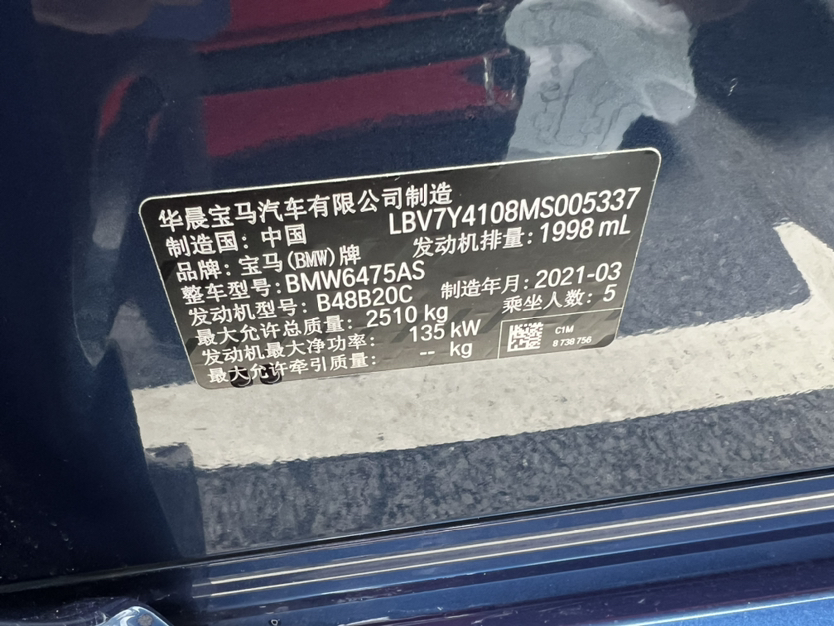 华晨宝马汽车有限公司制造
制造国：中国 LBV7Y4108MS005337
品牌：宝马(BMW)牌 发动机排量：1998 mL
整车型号：BMW6475AS
发动机型号：B48B20C 制造年月：2021-03
最大允许总质量：2510 kg 乘坐人数：5
发动机最大净功率：135 kW
最大允许牵引质量：-- kg
C1M
8 738 756